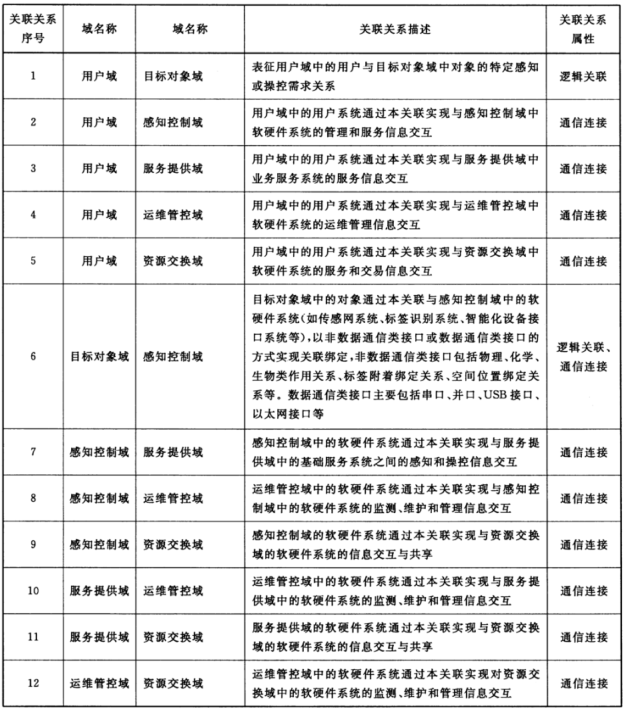 关联关系
序号
域名称
域名称
关联关系描述
关联关系
属性
1
用户域
目标对象域
表征用户域中的用户与目标对象域中对象的特定感知
或操控需求关系
逻辑关联
2
用户域
感知控制域
用户域中的用户系统通过本关联实现与感知控制域中
软硬件系统的管理和服务信息交互
通信连接
3
用户域
服务提供域
用户域中的用户系统通过本关联实现与服务提供域中
业务服务系统的服务信息交互
通信连接
4
用户域
运维管控域
用户域中的用户系统通过本关联实现与运维管控域中
软硬件系统的运维管理信息交互
通信连接
5
用户域
资源交换域
用户域中的用户系统通过本关联实现与资源交换域中
软硬件系统的服务和交易信息交互
通信连接
6
目标对象域
感知控制域
目标对象域中的对象通过本关联与感知控制域中的软
硬件系统(如传感网系统、标签识别系统、智能化设备接
口系统等),以非数据通信类接口或数据通信类接口的
方式实现关联绑定,非数据通信类接口包括物理、化学、
生物类作用关系、标签附着绑定关系、空间位置绑定关
系等。数据通信类接口主要包括串口、并口、USB 接口、
以太网接口等
逻辑关联、
通信连接
7
感知控制域
服务提供域
感知控制域中的软硬件系统通过本关联实现与服务提
供域中的基础服务系统之间的感知和操控信息交互
通信连接
8
感知控制域
运维管控域
运维管控域中的软硬件系统通过本关联实现与感知控
制域中的软硬件系统的监测、维护和管理信息交互
通信连接
9
感知控制域
资源交换域
感知控制域的软硬件系统通过本关联实现与资源交换
域的软硬件系统的信息交互与共享
通信连接
10
服务提供域
运维管控域
运维管控域中的软硬件系统通过本关联实现与服务提
供域中的软硬件系统的监测、维护和管理信息交互
通信连接
11
服务提供域
资源交换域
服务提供域的软硬件系统通过本关联实现与资源交换域
的软硬件系统的信息交互与共享
通信连接
12
运维管控域
资源交换域
运维管控域中的软硬件系统通过本关联实现对资源交
换域中的软硬件系统的监测、维护和管理信息交互
通信连接